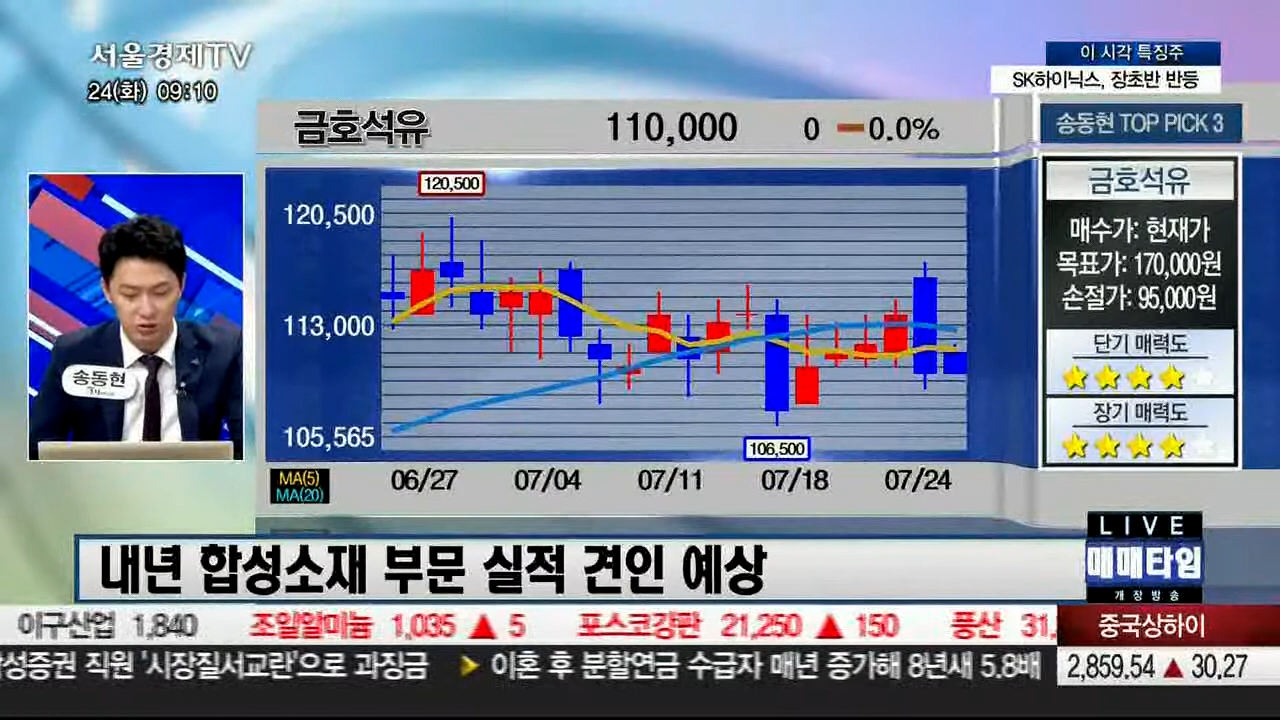 서울경제TV
24(화) 09:10
이 시각 특징주
SK하이닉스, 장초반 반등
금호석유 110,000 0 0.0%
송동현 TOP PICK 3
120,500
120,500
113,000
105,565
106,500
MA(5)
MA(20)
06/27 07/04 07/11 07/18 07/24
금호석유
매수가: 현재가
목표가: 170,000원
손절가: 95,000원
단기 매력도
장기 매력도
송동현
LIVE
매매타임
개장방송
내년 합성소재 부문 실적 견인 예상
이구산업 1,840 조일알미늄 1,035 ▲ 5 포스코강판 21,250 ▲ 150 풍산 31,
중국상하이
성증권 직원 '시장질서교란'으로 과징금 이혼 후 분할연금 수급자 매년 증가해 8년새 5.8배
2,859.54 ▲ 30,27